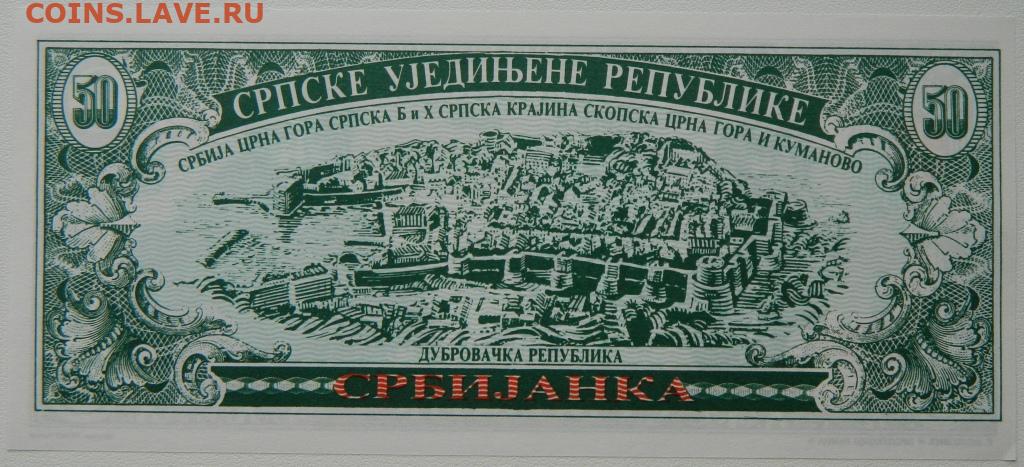 COINS.LAVE.RU
СРПСКЕ УЈЕДИЊЕНЕ РЕПУБЛИКЕ
50 50
СРБИЈА ЦРНА ГОРА СРПСКА Б и Х СРПСКА КРАЈИНА СКОПСКА ЦРНА ГОРА И КУМАНОВО
ДУБРОВАЧКА РЕПУБЛИКА
СРБИЈАНКА